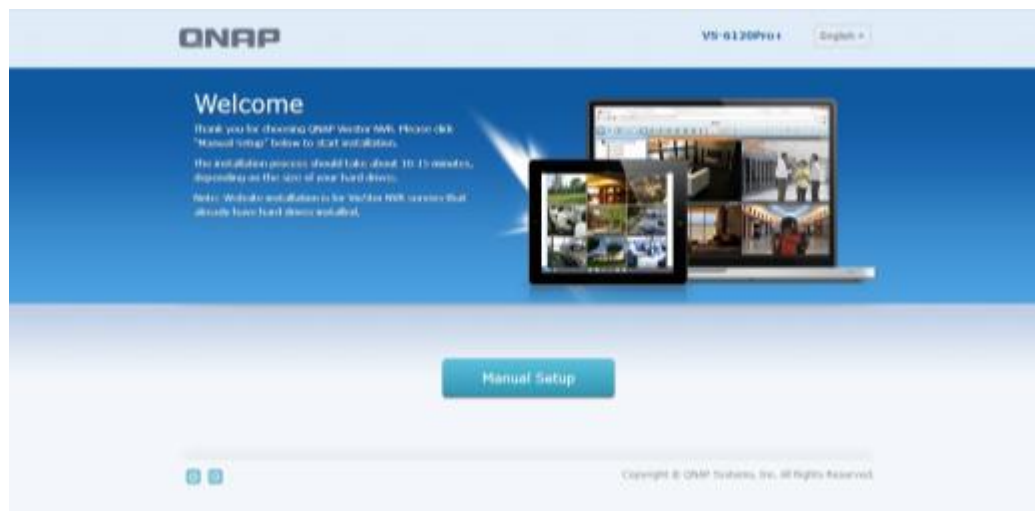 QNAP
VS-6120Pro+
English
Welcome
Thank you for choosing QNAP VioStor NVR. Please click
"Manual Setup" below to start installation.
The installation process should take about 10-15 minutes,
depending on the size of your hard drives.
Note: Website installation is for VioStor NVR servers that
already have hard drives installed.
Manual Setup
Copyright © QNAP Systems, Inc. All Rights Reserved.